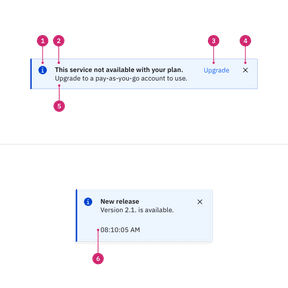 1 2 3 4
This service not available with your plan. Upgrade
Upgrade to a pay-as-you-go account to use.
5
New release
Version 2.1. is available.
08:10:05 AM
6